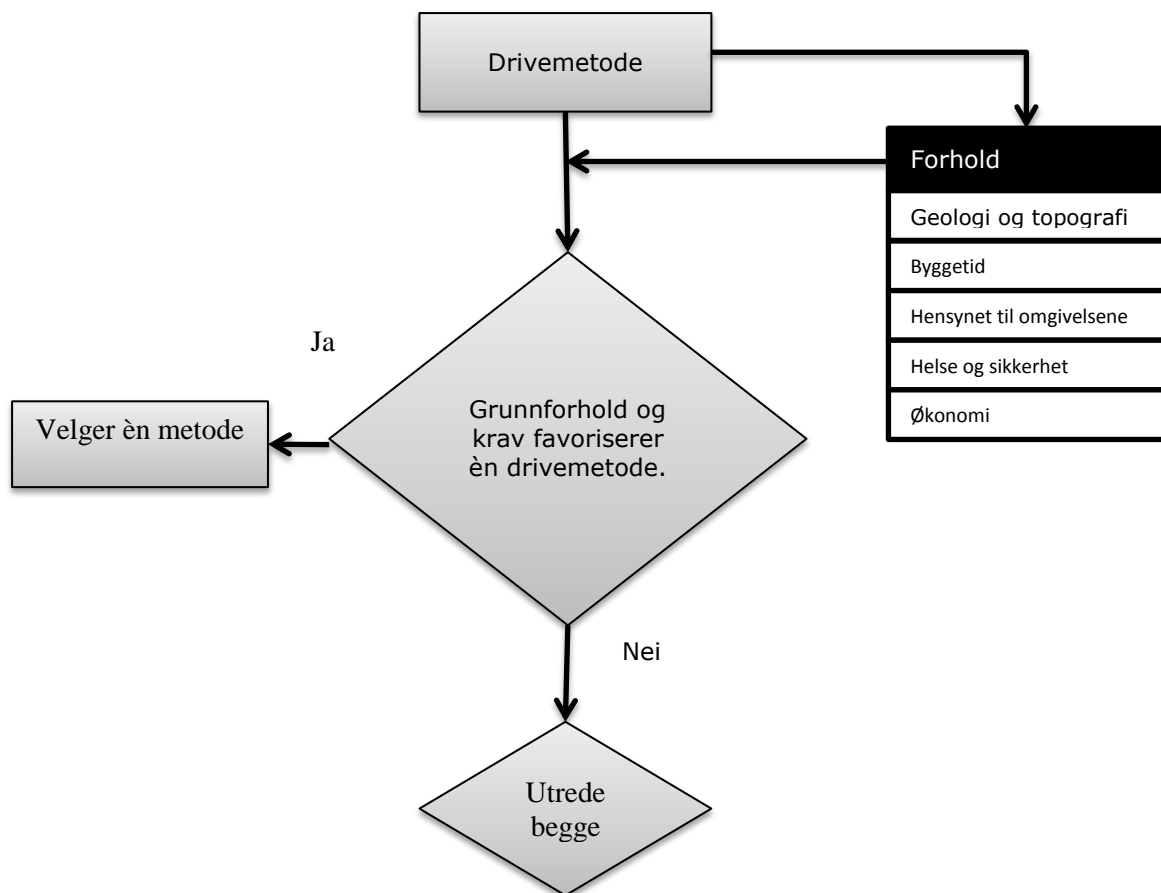 Drivemetode
Forhold
Geologi og topografi
Byggetid
Hensynet til omgivelsene
Helse og sikkerhet
Økonomi
Ja
Velger èn metode
Grunnforhold og
krav favoriserer
èn drivemetode.
Nei
Utrede
begge